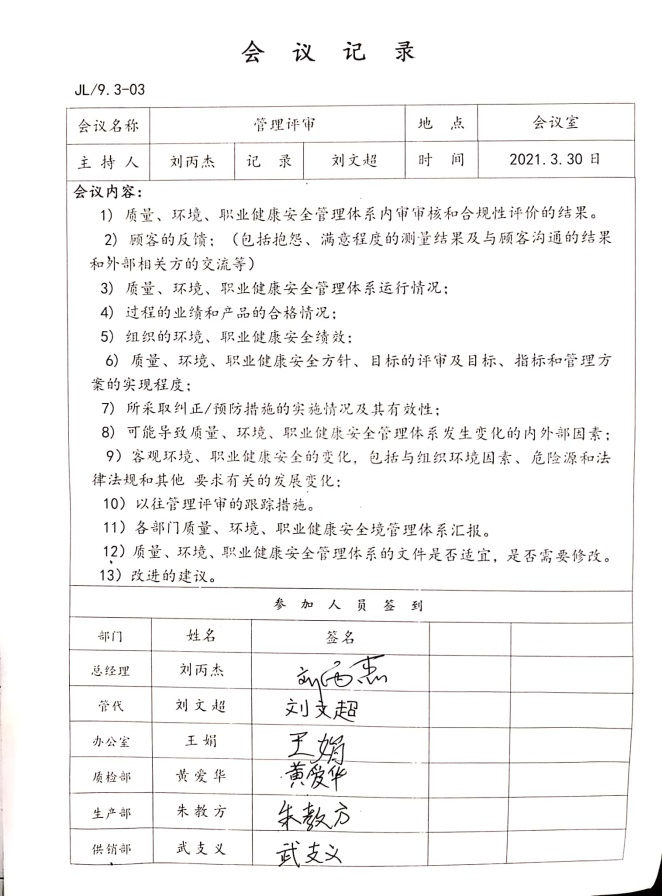 会 议 记 录
JL/9.3-03
会议名称 管理评审 地 点 会议室
主 持 人 刘丙杰 记 录 刘文超 时 间 2021.3.30日
会议内容：
1）质量、环境、职业健康安全管理体系内审审核和合规性评价的结果。
2）顾客的反馈；（包括抱怨、满意程度的测量结果及与顾客沟通的结果
和外部相关方的交流等）
3）质量、环境、职业健康安全管理体系运行情况；
4）过程的业绩和产品的合格情况；
5）组织的环境、职业健康安全绩效；
6）质量、环境、职业健康安全方针、目标的评审及目标、指标和管理方
案的实现程度；
7）所采取纠正/预防措施的实施情况及其有效性；
8）可能导致质量、环境、职业健康安全管理体系发生变化的内外部因素；
9）客观环境、职业健康安全的变化，包括与组织环境因素、危险源和法
律法规和其他 要求有关的发展变化；
10）以往管理评审的跟踪措施。
11）各部门质量、环境、职业健康安全境管理体系汇报。
12）质量、环境、职业健康安全管理体系的文件是否适宜，是否需要修改。
13）改进的建议。
参 加 人 员 签 到
部门 姓名 签名
总经理 刘丙杰 刘丙杰
管代 刘文超 刘文超
办公室 王娟 王娟
质检部 黄爱华 黄爱华
生产部 朱教方 朱教方
供销部 武支义 武支义